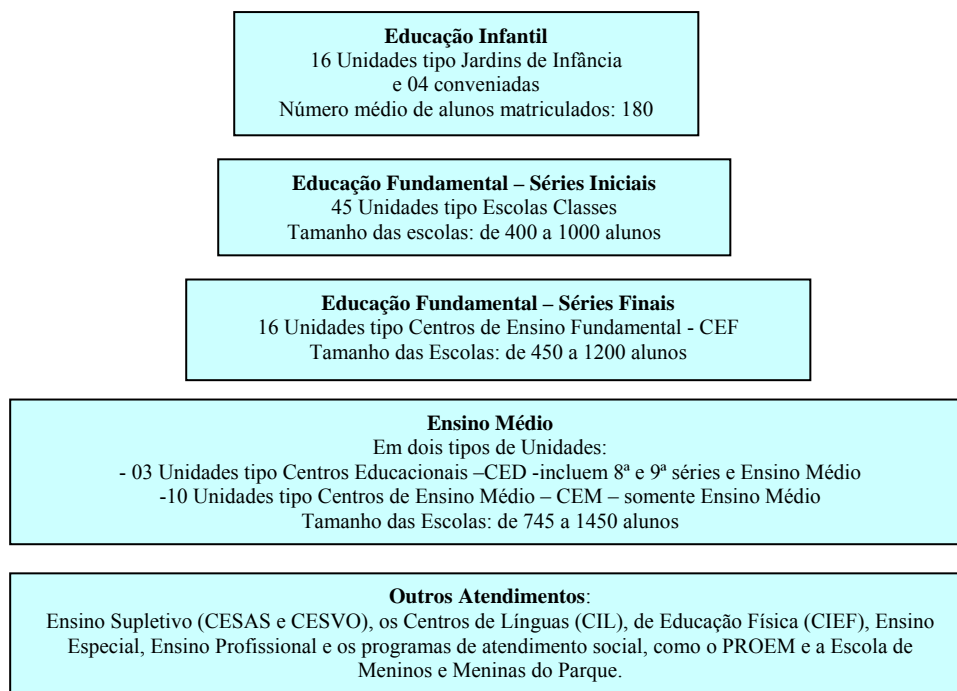 Educação Infantil
16 Unidades tipo Jardins de Infância
e 04 conveniadas
Número médio de alunos matriculados: 180
Educação Fundamental – Séries Iniciais
45 Unidades tipo Escolas Classes
Tamanho das escolas: de 400 a 1000 alunos
Educação Fundamental – Séries Finais
16 Unidades tipo Centros de Ensino Fundamental - CEF
Tamanho das Escolas: de 450 a 1200 alunos
Ensino Médio
Em dois tipos de Unidades:
- 03 Unidades tipo Centros Educacionais –CED -incluem 8ª e 9ª séries e Ensino Médio
-10 Unidades tipo Centros de Ensino Médio – CEM – somente Ensino Médio
Tamanho das Escolas: de 745 a 1450 alunos
Outros Atendimentos:
Ensino Supletivo (CESAS e CESVO), os Centros de Línguas (CIL), de Educação Física (CIEF), Ensino
Especial, Ensino Profissional e os programas de atendimento social, como o PROEM e a Escola de
Meninos e Meninas do Parque.